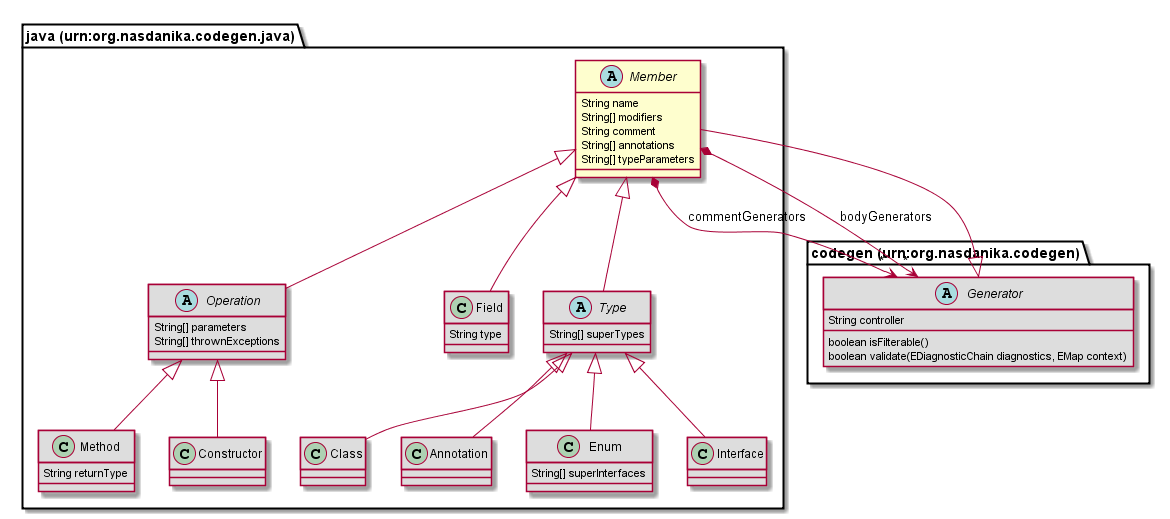 java (urn:org.nasdanika.codegen.java)
A Member
String name
String[] modifiers
String comment
String[] annotations
String[] typeParameters
commentGenerators
bodyGenerators
codegen (urn:org.nasdanika.codegen)
A Generator
String controller
boolean isFilterable()
boolean validate(EDiagnosticChain diagnostics, EMap context)
A Operation
String[] parameters
String[] thrownExceptions
C Field
String type
A Type
String[] superTypes
C Method
String returnType
C Constructor
C Class
C Annotation
C Enum
String[] superInterfaces
C Interface